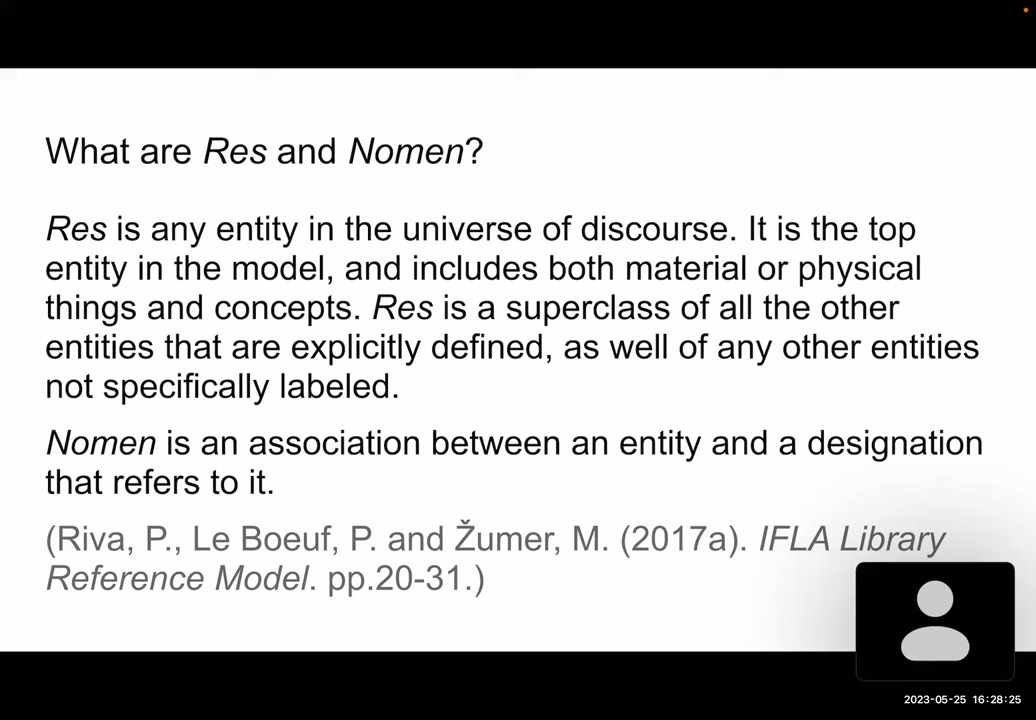 What are Res and Nomen?
Res is any entity in the universe of discourse. It is the top
entity in the model, and includes both material or physical
things and concepts. Res is a superclass of all the other
entities that are explicitly defined, as well of any other entities
not specifically labeled.
Nomen is an association between an entity and a designation
that refers to it.
(Riva, P., Le Boeuf, P. and Žumer, M. (2017a). IFLA Library
Reference Model. pp.20-31.)
2023-05-25 16:28:25